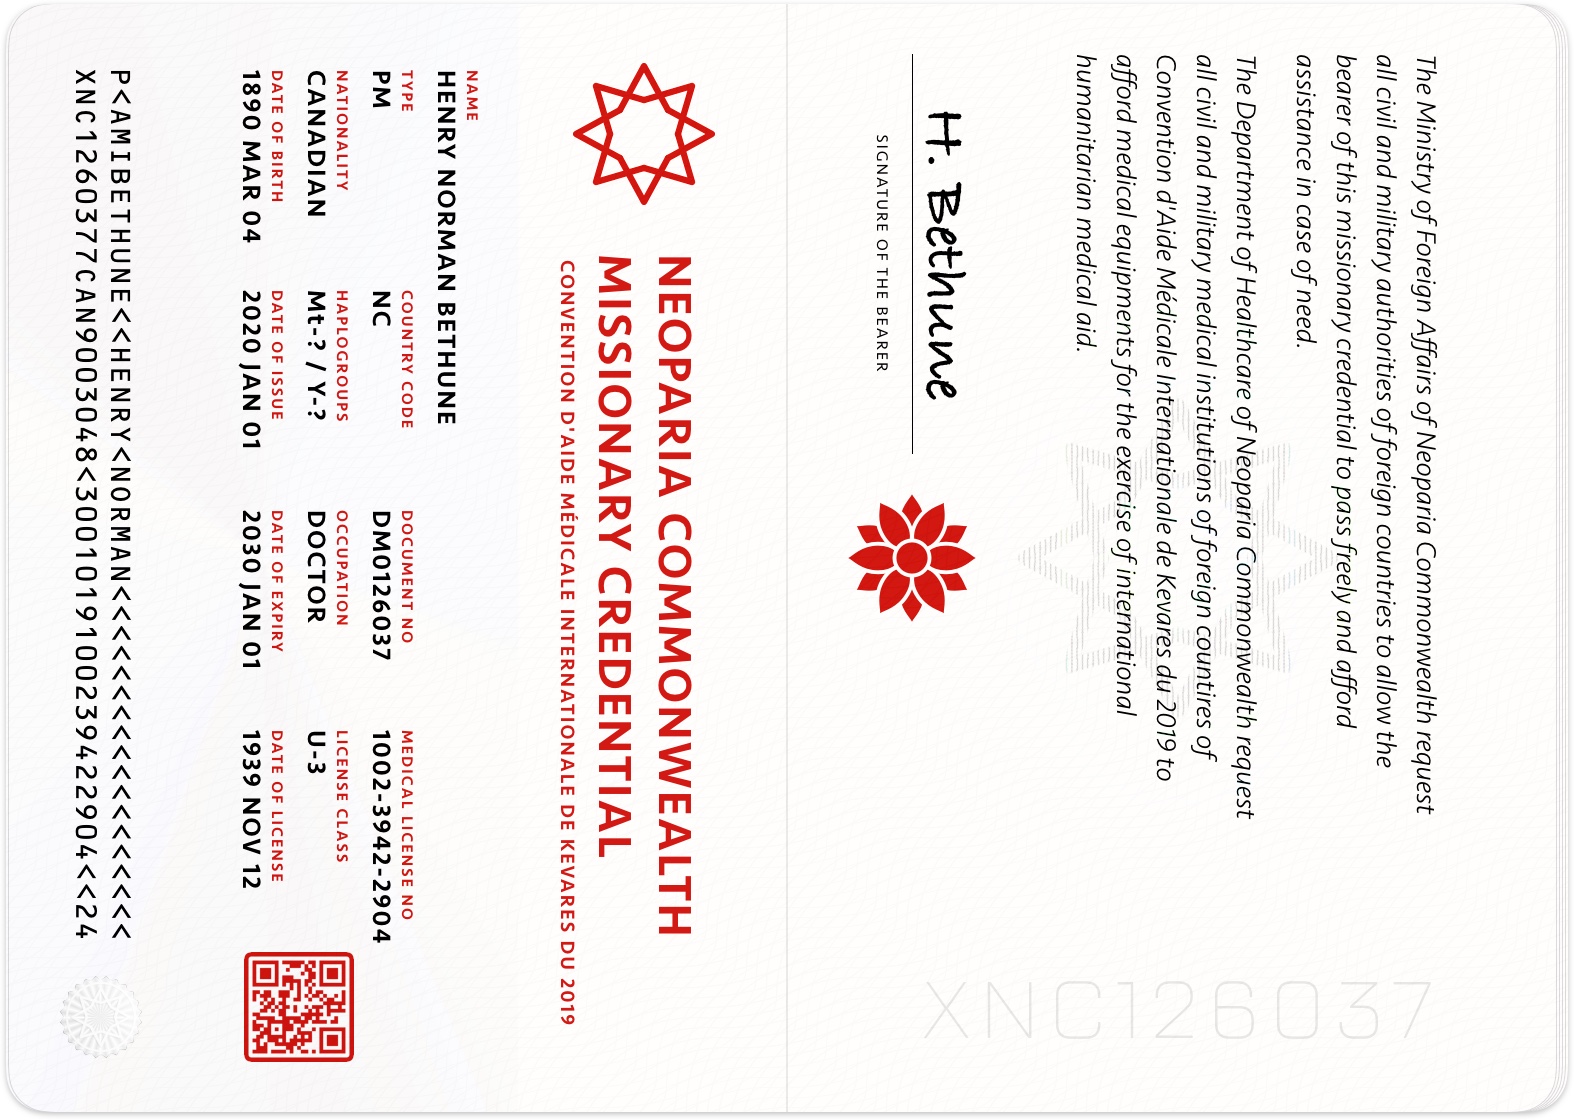 The Ministry of Foreign Affairs of Neoparia Commonwealth request
all civil and military authorities of foreign countries to allow the
bearer of this missionary credential to pass freely and afford
assistance in case of need.
The Department of Healthcare of Neoparia Commonwealth request
all civil and military medical institutions of foreign countires of
Convention d'Aide Médicale Internationale de Kevares du 2019 to
afford medical equipments for the exercise of international
humanitarian medical aid.
XNC126037
H. Bethune
SIGNATURE OF THE BEARER
NEOPARIA COMMONWEALTH
MISSIONARY CREDENTIAL
CONVENTION D'AIDE MÉDICALE INTERNATIONALE DE KEVARES DU 2019
NAME
HENRY NORMAN BETHUNE
TYPE COUNTRY CODE DOCUMENT NO MEDICAL LICENSE NO
PM NC DM0126037 1002-3942-2904
NATIONALITY HAPLOGROUPS OCCUPATION LICENSE CLASS
CANADIAN Mt-? / Y-? DOCTOR U-3
DATE OF BIRTH DATE OF ISSUE DATE OF EXPIRY DATE OF LICENSE
1890 MAR 04 2020 JAN 01 2030 JAN 01 1939 NOV 12
P<AMIBETHUNE<<HENRY<NORMAN<<<<<<<<<<<<<<<<<<
XNC1260377CAN9003048<3001019100239422904<<24